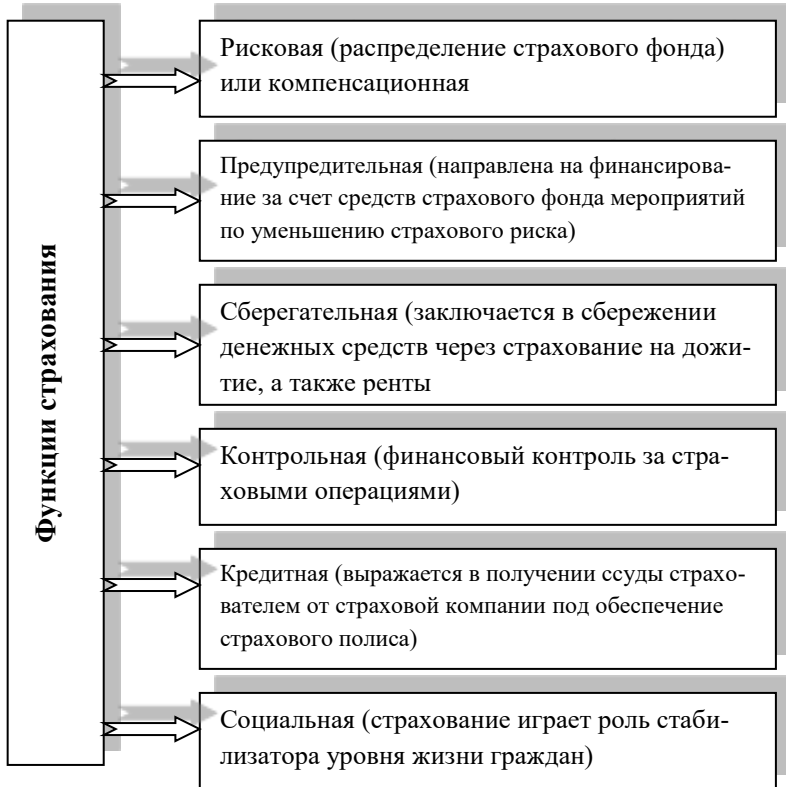 Функции страхования
Рисковая (распределение страхового фонда)
или компенсационная
Предупредительная (направлена на финансирова-
ние за счет средств страхового фонда мероприятий
по уменьшению страхового риска)
Сберегательная (заключается в сбережении
денежных средств через страхование на дожи-
тие, а также ренты
Контрольная (финансовый контроль за стра-
ховыми операциями)
Кредитная (выражается в получении ссуды страхо-
вателем от страховой компании под обеспечение
страхового полиса)
Социальная (страхование играет роль стаби-
лизатора уровня жизни граждан)